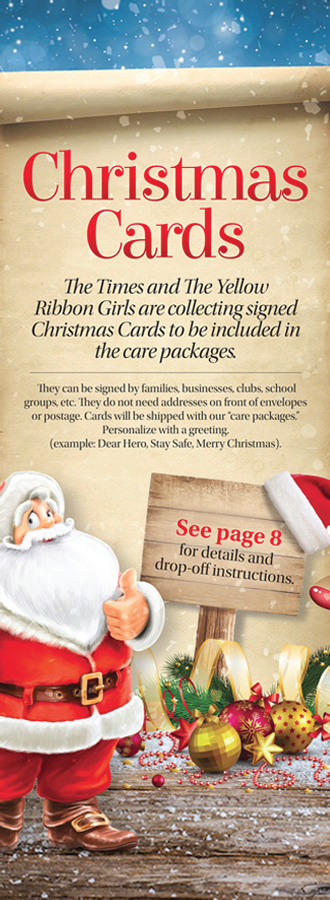 Christmas
Cards
The Times and The Yellow
Ribbon Girls are collecting signed
Christmas Cards to be included in
the care packages.
They can be signed by families, businesses, clubs, school
groups, etc. They do not need addresses on front of envelopes
or postage. Cards will be shipped with our "care packages."
Personalize with a greeting.
(example: Dear Hero, Stay Safe, Merry Christmas).
See page 8
for details and
drop-off instructions.